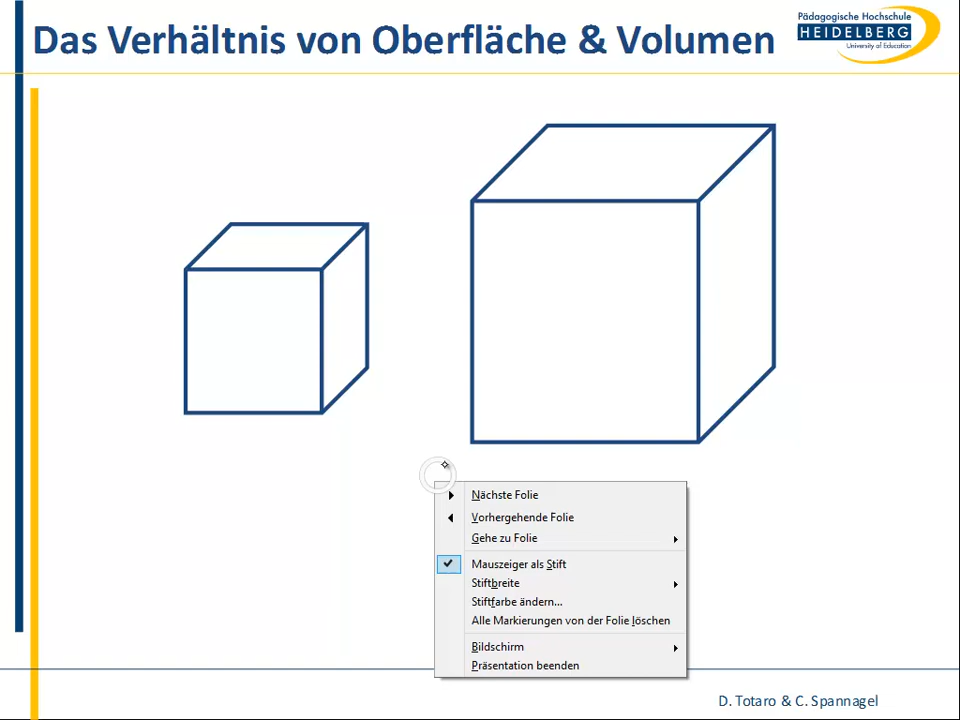 Das Verhältnis von Oberfläche & Volumen
Pädagogische Hochschule
HEIDELBERG
University of Education
Nächste Folie
Vorhergehende Folie
Gehe zu Folie
Mauszeiger als Stift
Stiftbreite
Stiftfarbe ändern...
Alle Markierungen von der Folie löschen
Bildschirm
Präsentation beenden
D. Totaro & C. Spannagel